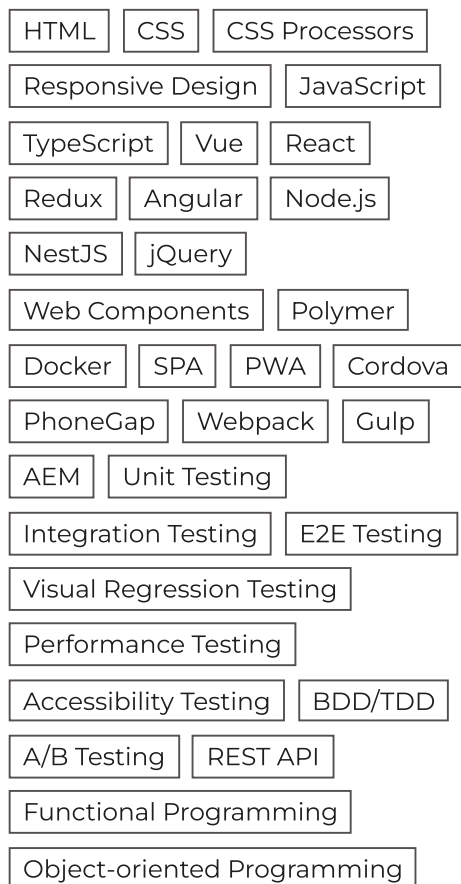 HTML CSS CSS Processors
Responsive Design JavaScript
TypeScript Vue React
Redux Angular Node.js
NestJS jQuery
Web Components Polymer
Docker SPA PWA Cordova
PhoneGap Webpack Gulp
AEM Unit Testing
Integration Testing E2E Testing
Visual Regression Testing
Performance Testing
Accessibility Testing BDD/TDD
A/B Testing REST API
Functional Programming
Object-oriented Programming